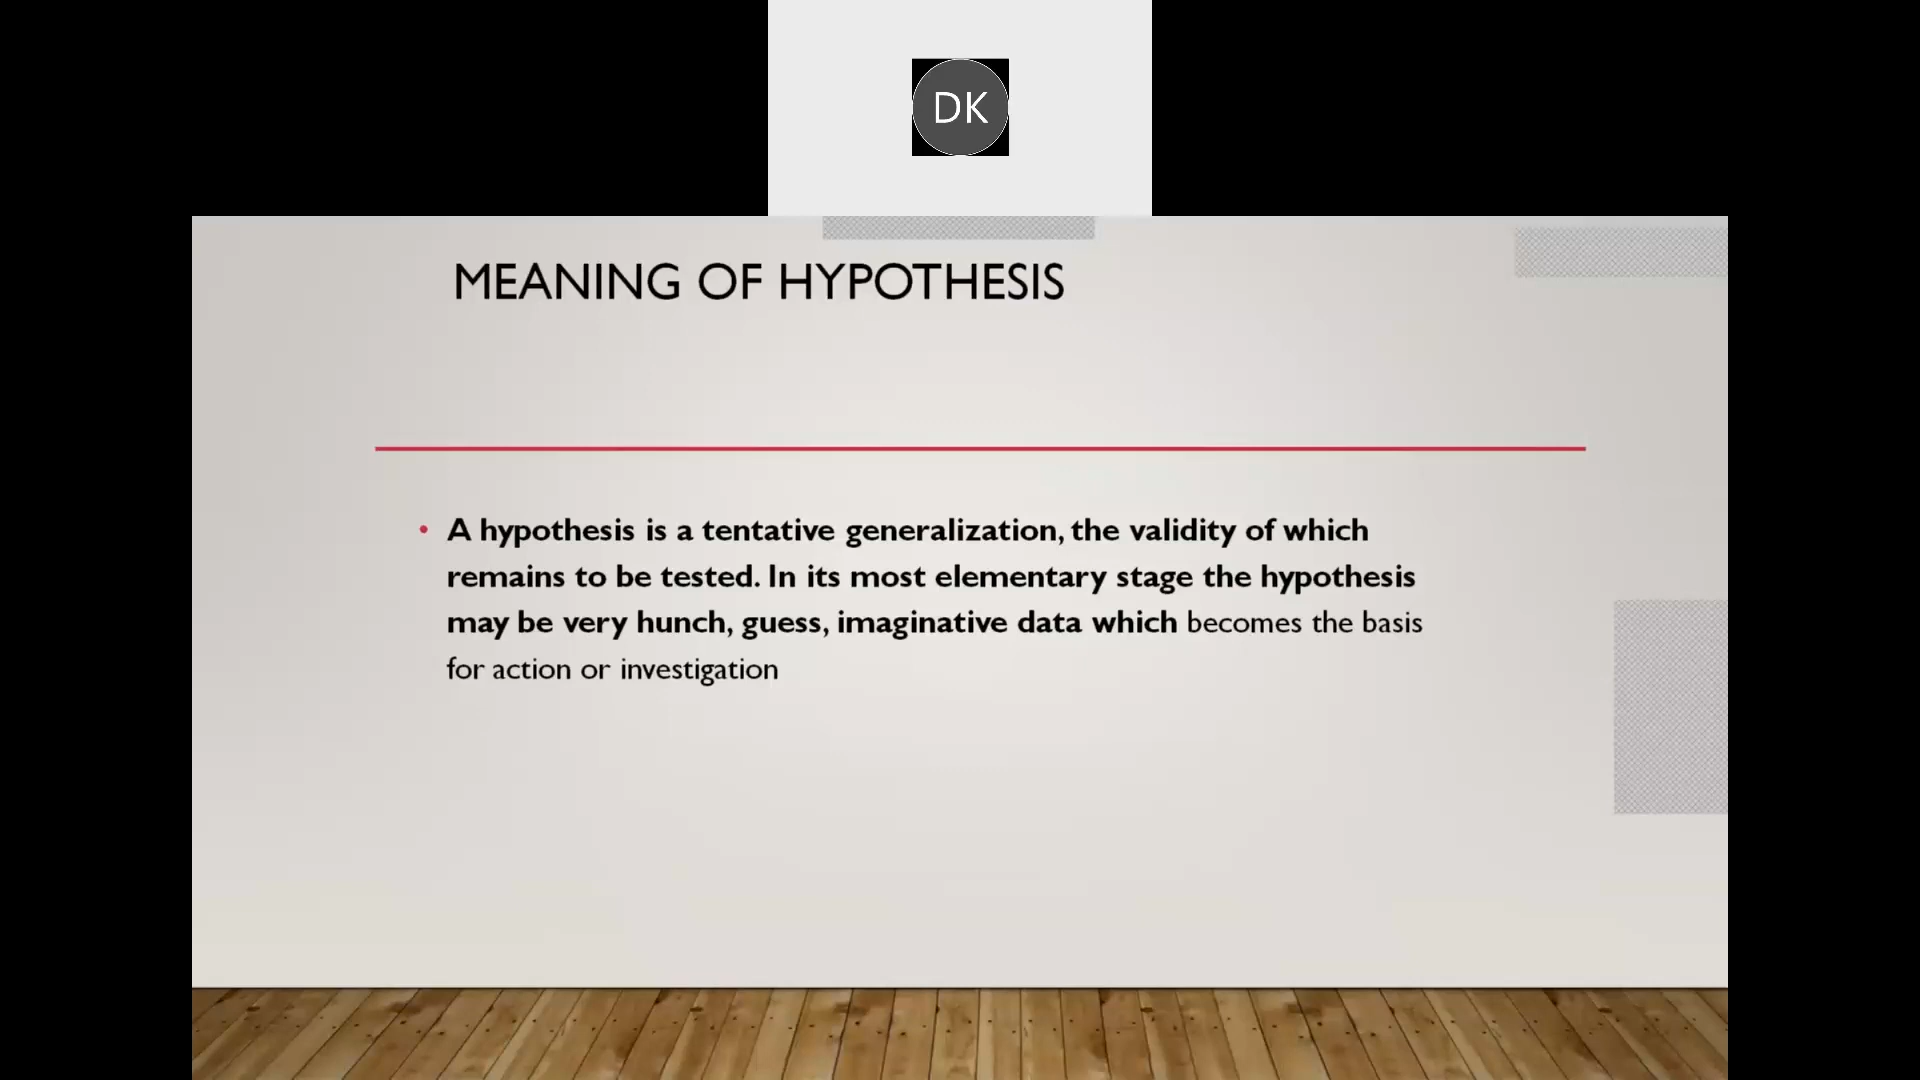 DK
MEANING OF HYPOTHESIS
• A hypothesis is a tentative generalization, the validity of which
remains to be tested. In its most elementary stage the hypothesis
may be very hunch, guess, imaginative data which becomes the basis
for action or investigation